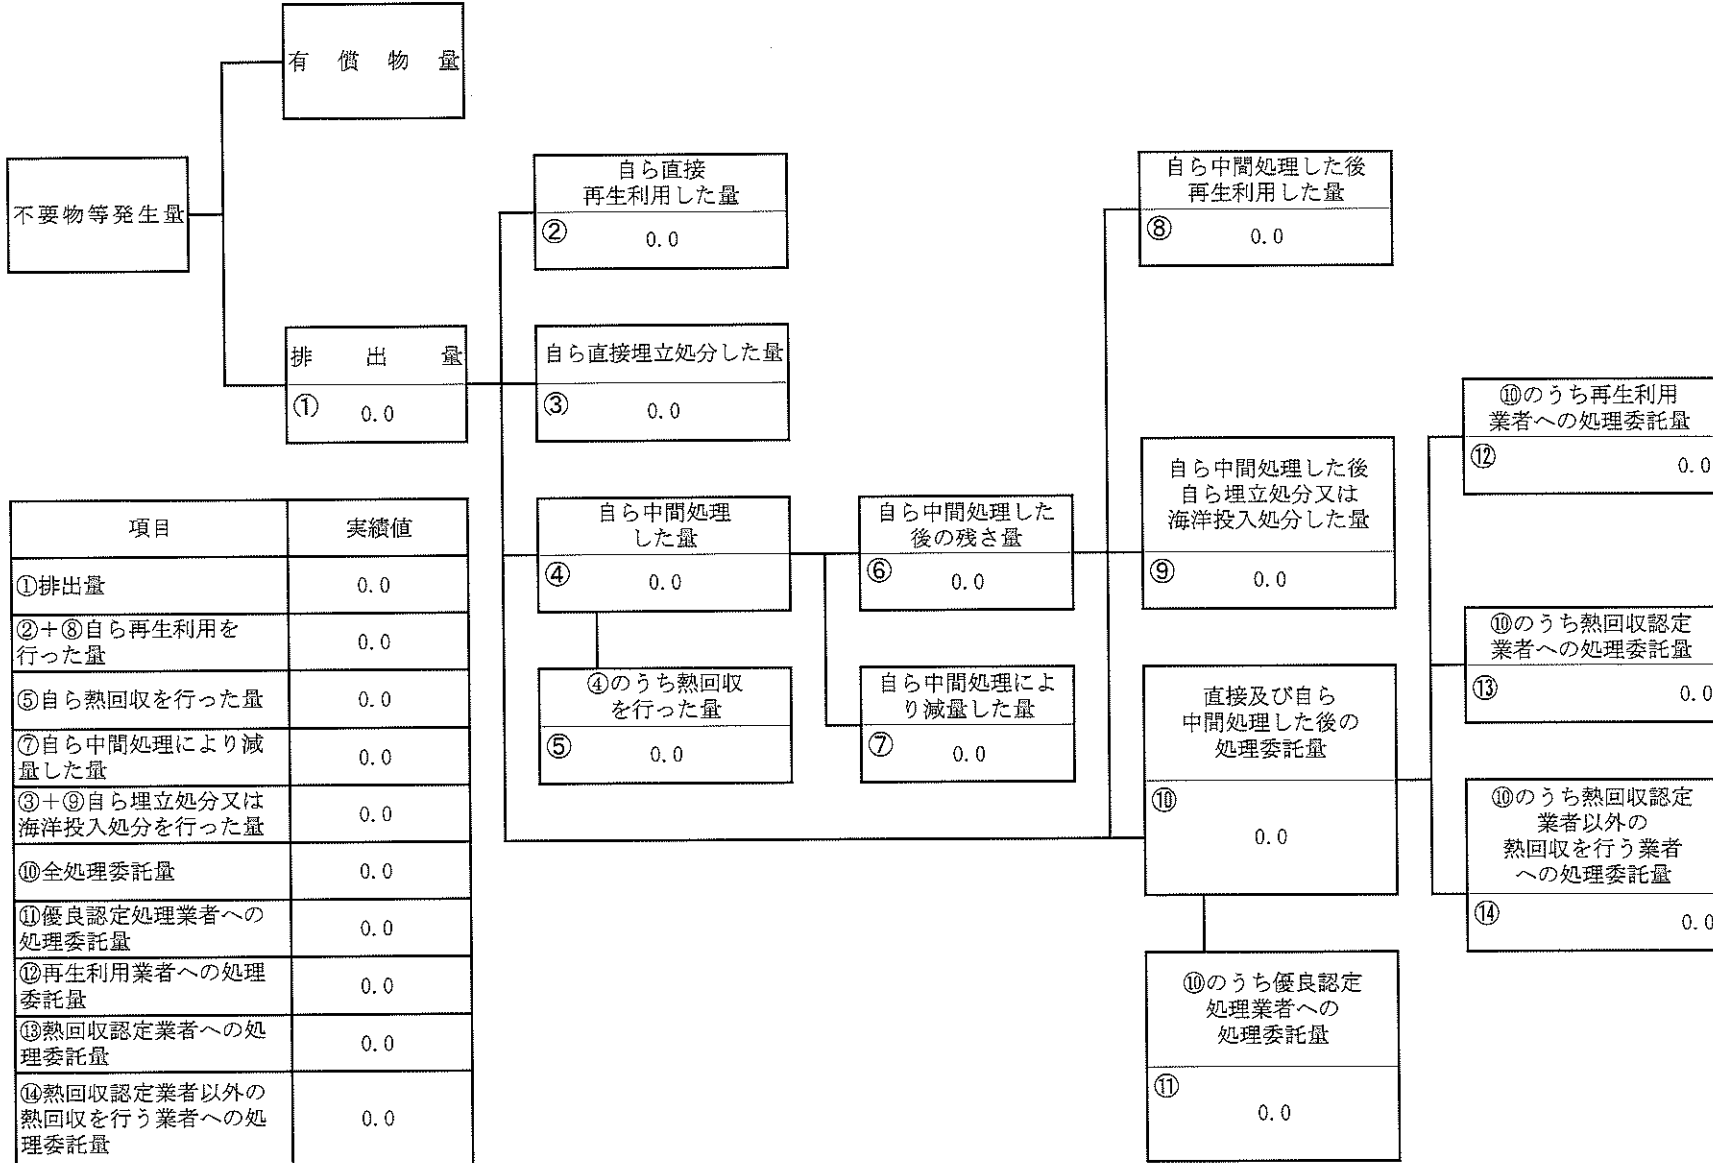 有償物量
不要物等発生量
自ら直接
再生利用した量
② 0.0
自ら中間処理した後
再生利用した量
⑧ 0.0
排出量
① 0.0
自ら直接埋立処分した量
③ 0.0
⑩のうち再生利用
業者への処理委託量
⑫ 0.0
自ら中間処理した後
自ら埋立処分又は
海洋投入処分した量
⑨ 0.0
自ら中間処理
した量
④ 0.0
自ら中間処理した
後の残さ量
⑥ 0.0
⑩のうち熱回収認定
業者への処理委託量
⑬ 0.0
④のうち熱回収
を行った量
⑤ 0.0
自ら中間処理によ
り減量した量
⑦ 0.0
直接及び自ら
中間処理した後の
処理委託量
⑩
0.0
⑩のうち熱回収認定
業者以外の
熱回収を行う業者
への処理委託量
⑭ 0.0
⑩のうち優良認定
処理業者への
処理委託量
⑪
0.0
項目 実績値
①排出量 0.0
②＋⑧自ら再生利用を
行った量 0.0
⑤自ら熱回収を行った量 0.0
⑦自ら中間処理により減
量した量 0.0
③＋⑨自ら埋立処分又は
海洋投入処分を行った量 0.0
⑩全処理委託量 0.0
⑪優良認定処理業者への
処理委託量 0.0
⑫再生利用業者への処理
委託量 0.0
⑬熱回収認定業者への処
理委託量 0.0
⑭熱回収認定業者以外の
熱回収を行う業者への処
理委託量 0.0